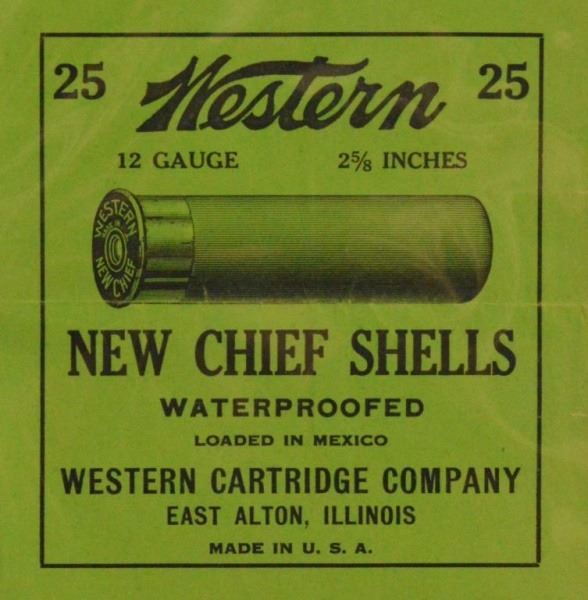 25 Western 25
12 GAUGE 2⅝ INCHES
WESTERN
NEW CHIEF
NEW CHIEF SHELLS
WATERPROOFED
LOADED IN MEXICO
WESTERN CARTRIDGE COMPANY
EAST ALTON, ILLINOIS
MADE IN U. S. A.